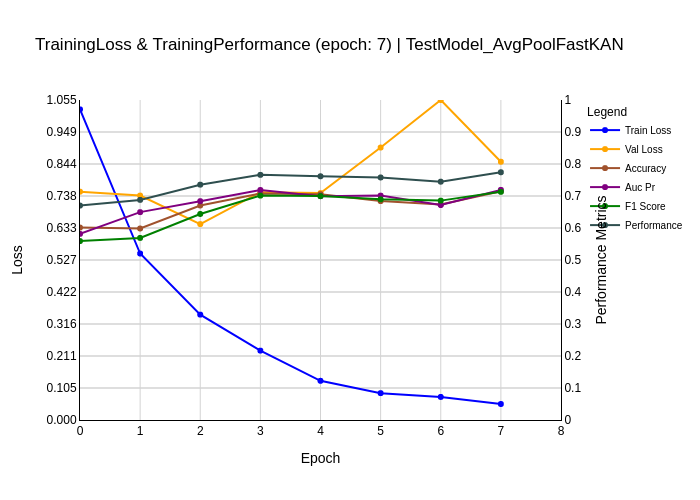 TrainingLoss & TrainingPerformance (epoch: 7) | TestModel_AvgPoolFastKAN
1.055
0.949
0.844
0.738
0.633
0.527
0.422
0.316
0.211
0.105
0.000
Loss
0 1 2 3 4 5 6 7 8
Epoch
1
0.9
0.8
0.7
0.6
0.5
0.4
0.3
0.2
0.1
0
Performance Metrics
Legend
Train Loss
Val Loss
Accuracy
Auc Pr
F1 Score
Performance